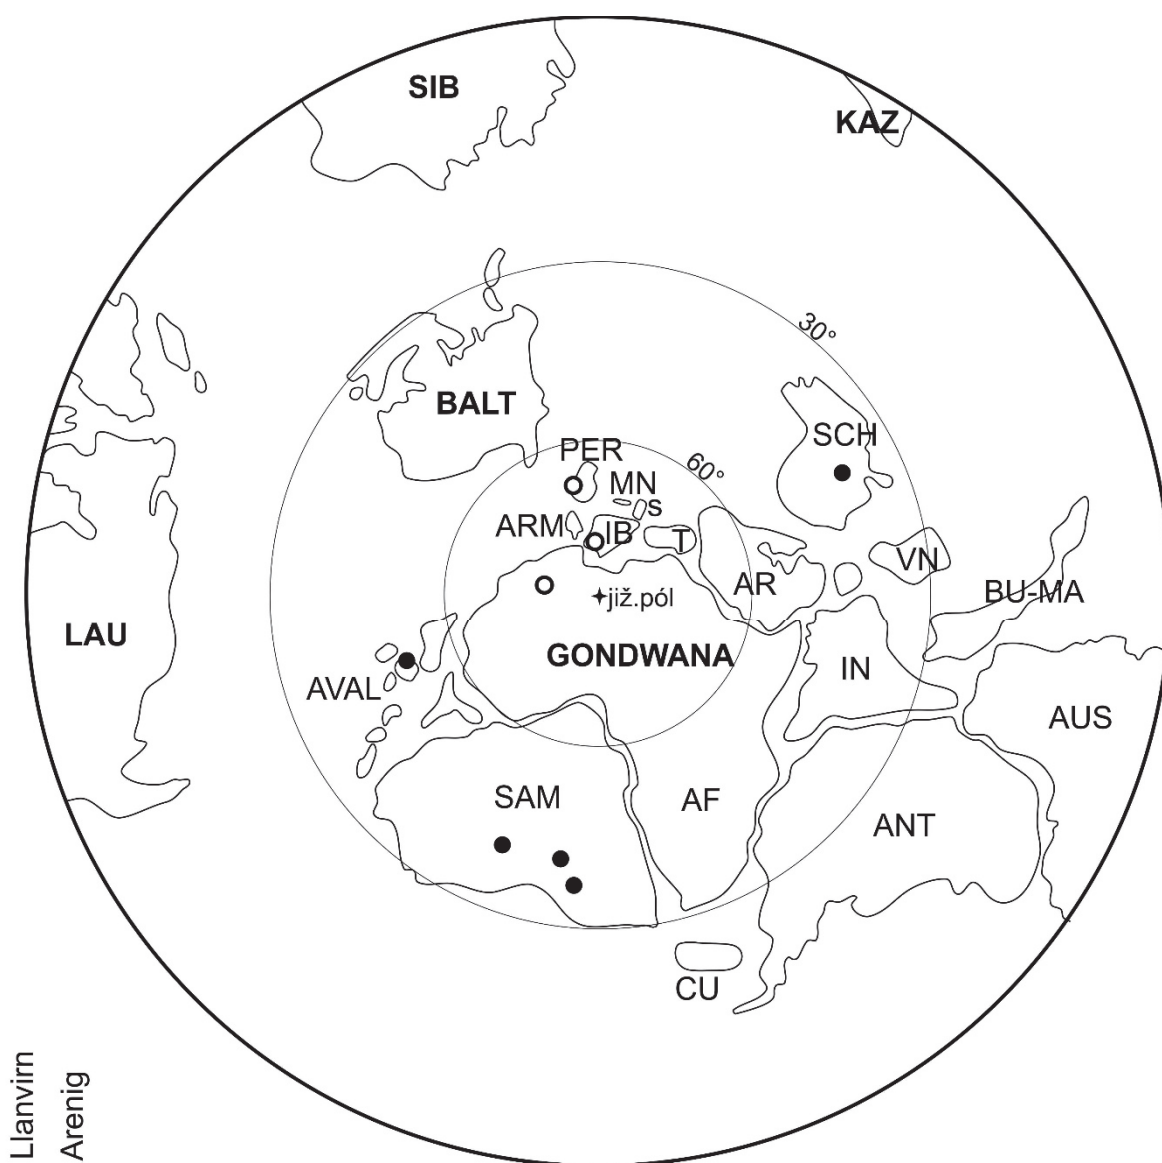 SIB
KAZ
30°
BALT
SCH
PER
60°
MN
s
ARM
IB
T
VN
AR
BU-MA
již.pól
LAU
GONDWANA
IN
AVAL
AUS
SAM
AF
ANT
CU
Llanvirn
Arenig